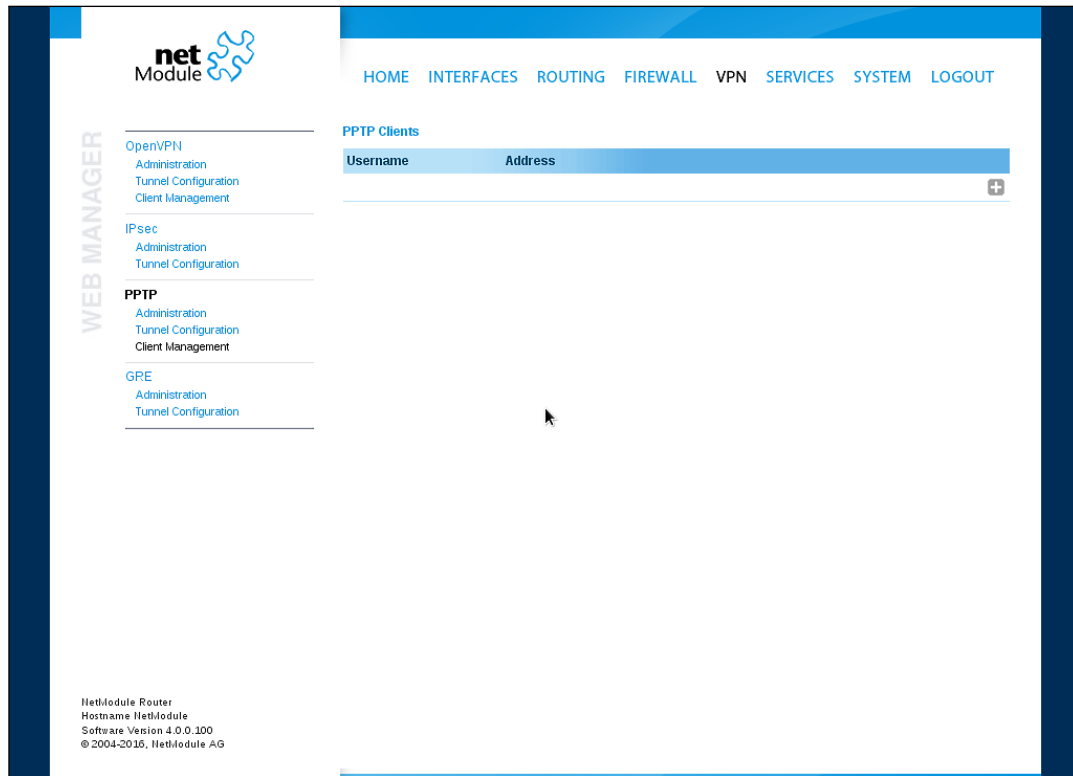 net
Module
HOME INTERFACES ROUTING FIREWALL VPN SERVICES SYSTEM LOGOUT
WEB MANAGER
OpenVPN
Administration
Tunnel Configuration
Client Management
IPsec
Administration
Tunnel Configuration
PPTP
Administration
Tunnel Configuration
Client Management
GRE
Administration
Tunnel Configuration
PPTP Clients
Username Address
NetModule Router
Hostname NetModule
Software Version 4.0.0.100
© 2004-2016, NetModule AG